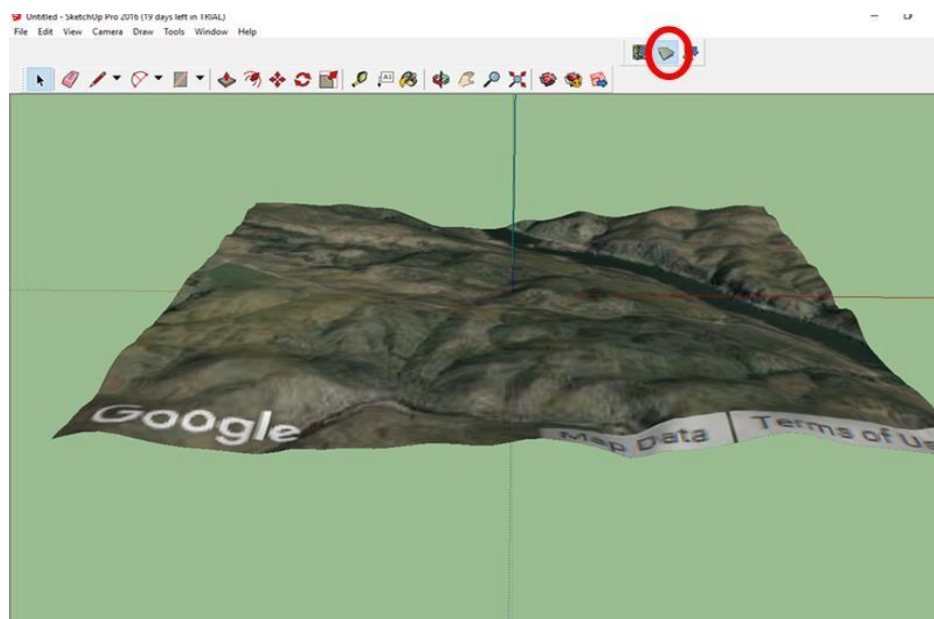 Untitled - SketchUp Pro 2016 (19 days left in TRIAL)
File Edit View Camera Draw Tools Window Help
A1
Google
Map Data
Terms of Us